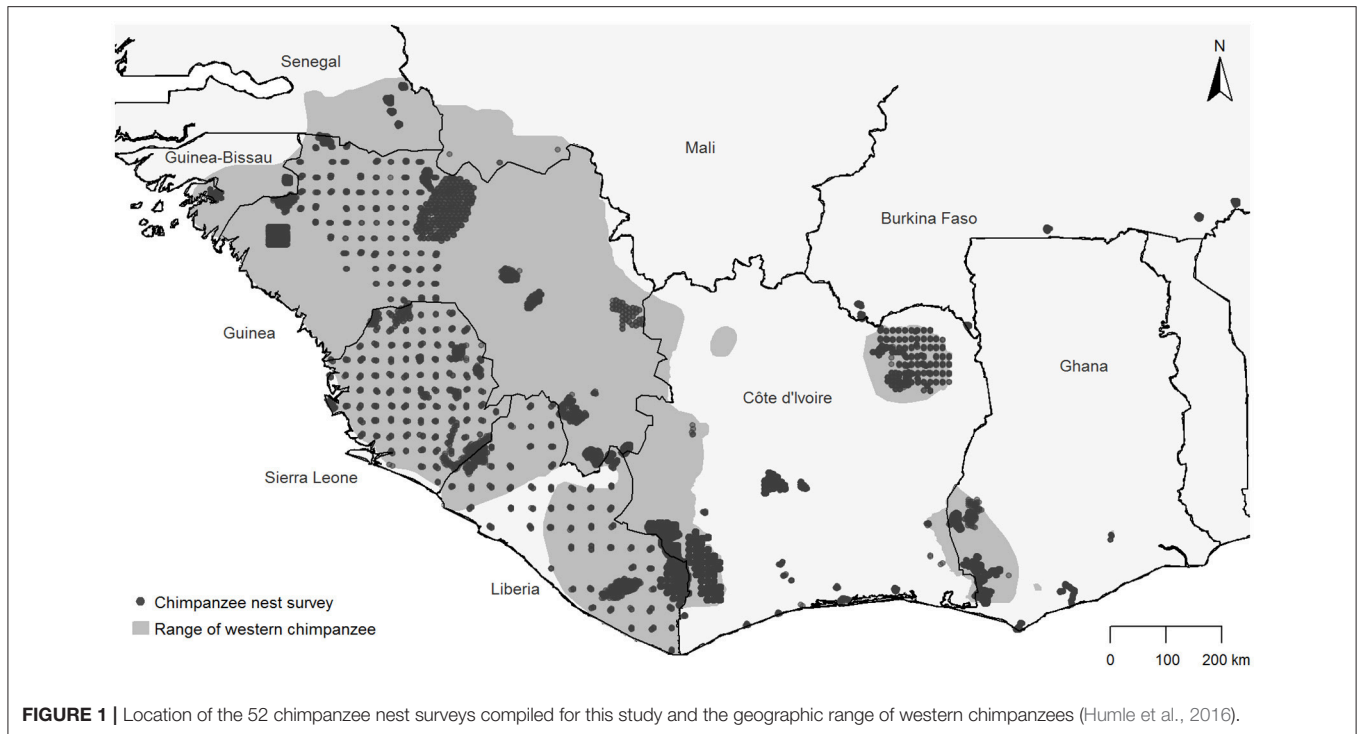 Senegal
N
Mali
Guinea-Bissau
Burkina Faso
Guinea
Ghana
Côte d'Ivoire
Sierra Leone
Liberia
Chimpanzee nest survey
Range of western chimpanzee
0 100 200 km
FIGURE 1 | Location of the 52 chimpanzee nest surveys compiled for this study and the geographic range of western chimpanzees (Humle et al., 2016).